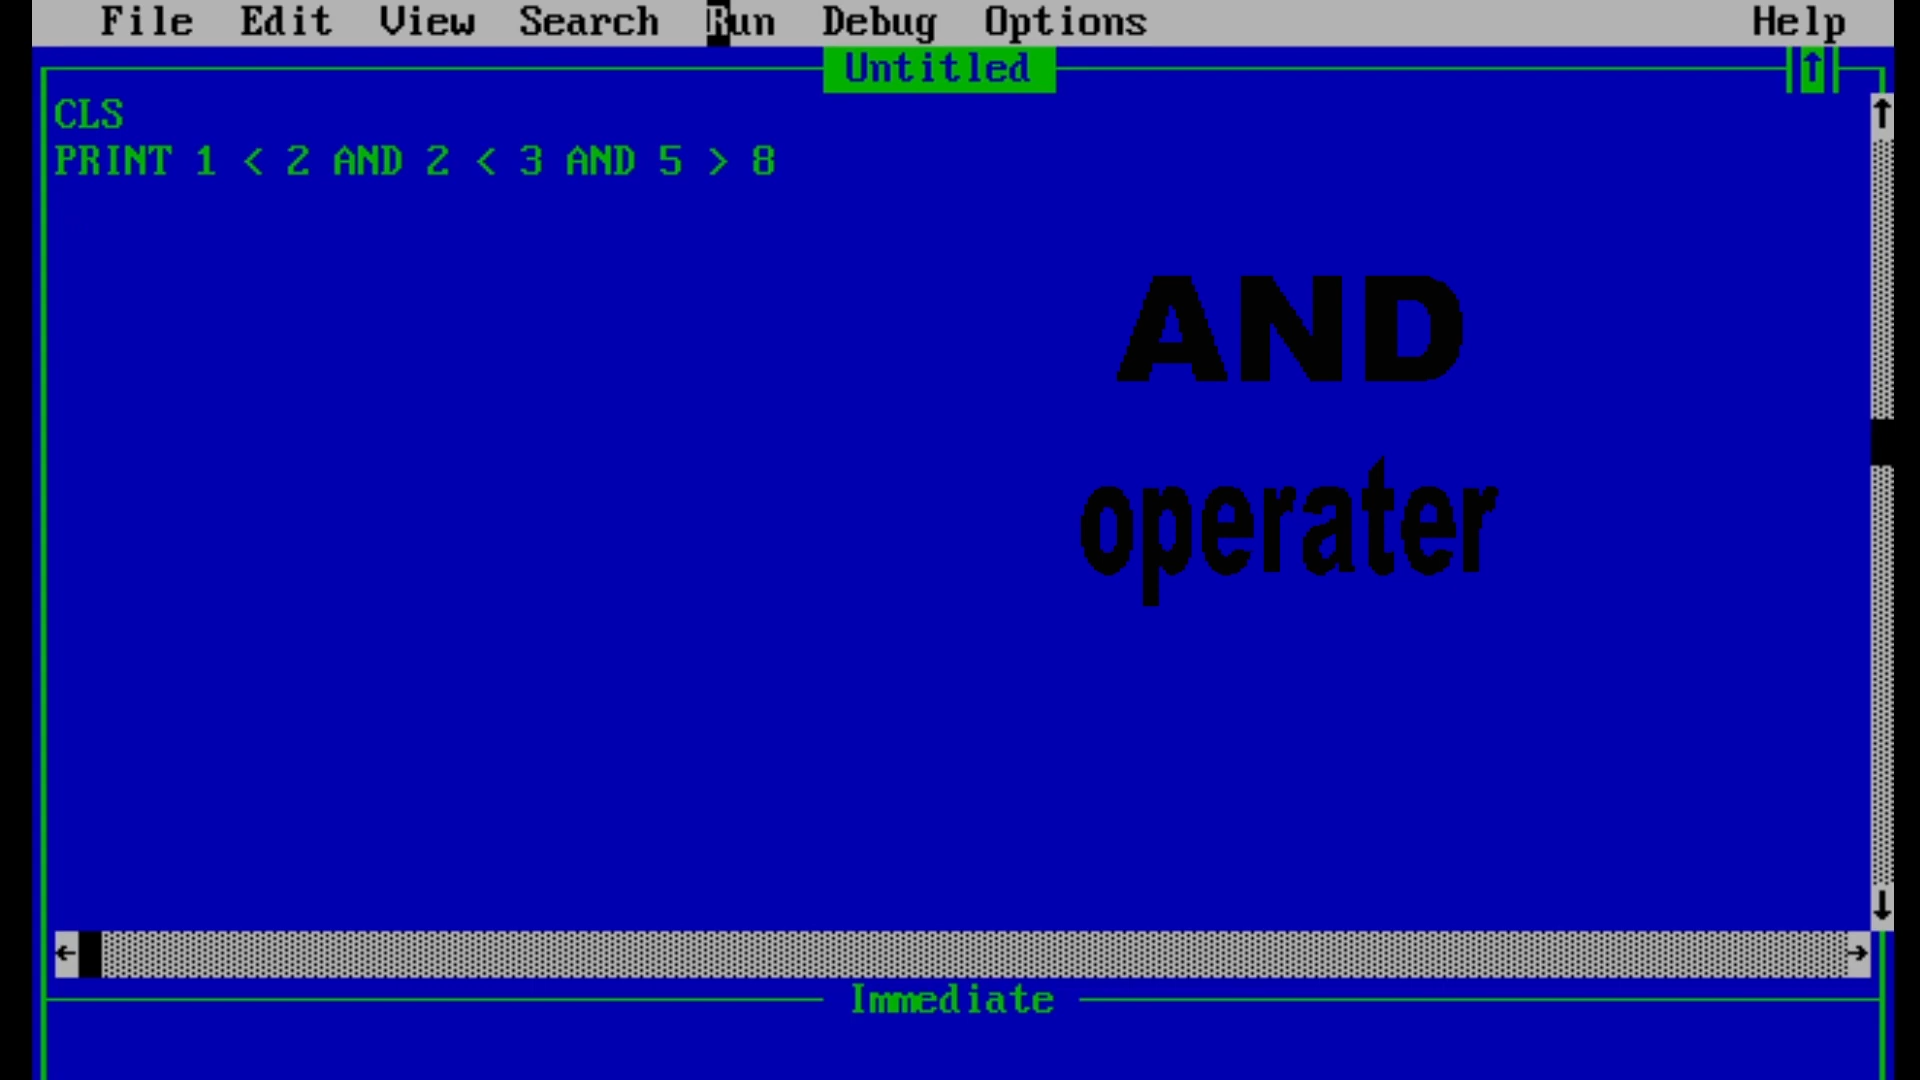 File Edit View Search Run Debug Options Help
Untitled
CLS
PRINT 1 < 2 AND 2 < 3 AND 5 > 8
AND
operater
Immediate